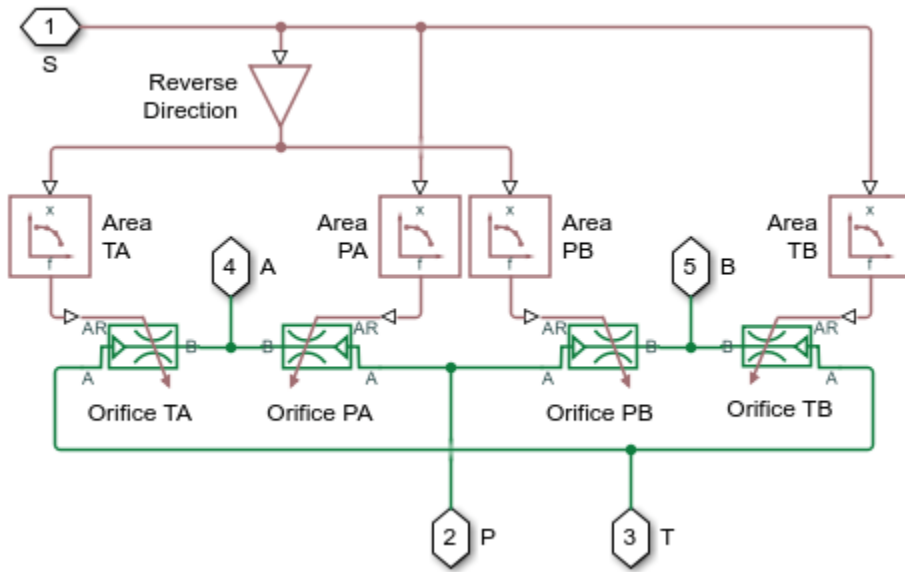 1
S
Reverse
Direction
x
f
Area
TA
x
f
Area
PA
x
f
Area
PB
x
f
Area
TB
4
A
5
B
AR
B
A
Orifice TA
AR
B
A
Orifice PA
AR
B
A
Orifice PB
AR
B
A
Orifice TB
2
P
3
T